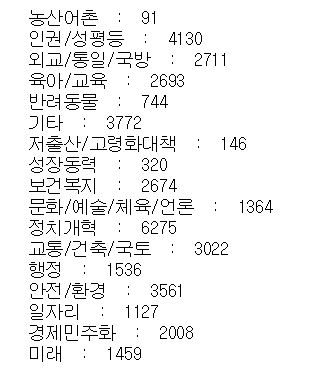 농산어촌 : 91
인권/성평등 : 4130
외교/통일/국방 : 2711
육아/교육 : 2693
반려동물 : 744
기타 : 3772
저출산/고령화대책 : 146
성장동력 : 320
보건복지 : 2674
문화/예술/체육/언론 : 1364
정치개혁 : 6275
교통/건축/국토 : 3022
행정 : 1536
안전/환경 : 3561
일자리 : 1127
경제민주화 : 2008
미래 : 1459